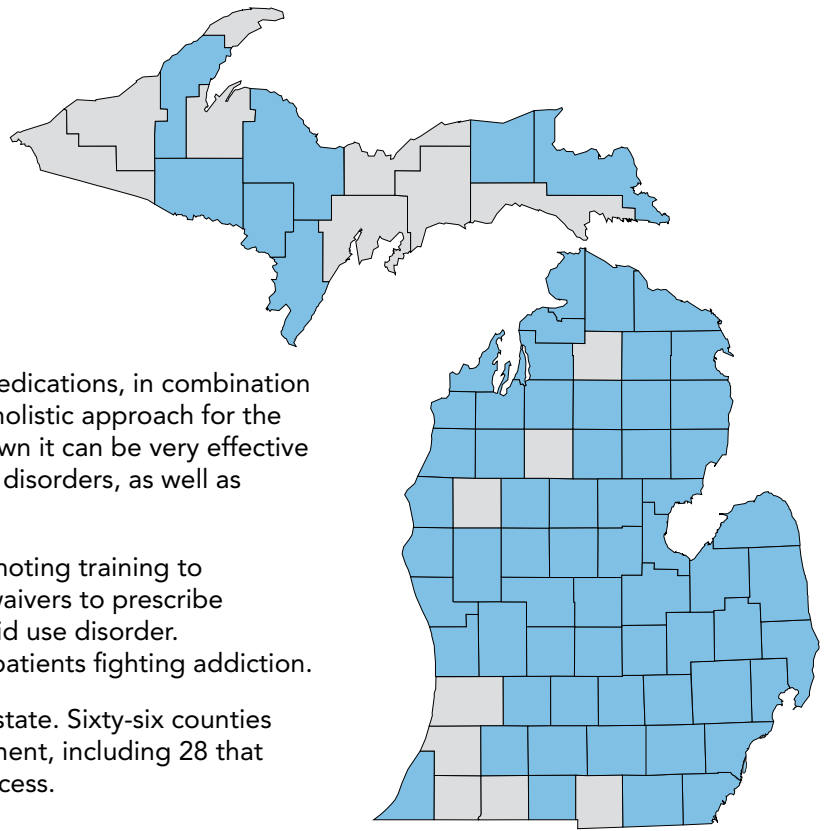 edications, in combination
holistic approach for the
wn it can be very effective
disorders, as well as
noting training to
waivers to prescribe
id use disorder.
patients fighting addiction.
state. Sixty-six counties
ment, including 28 that
cess.